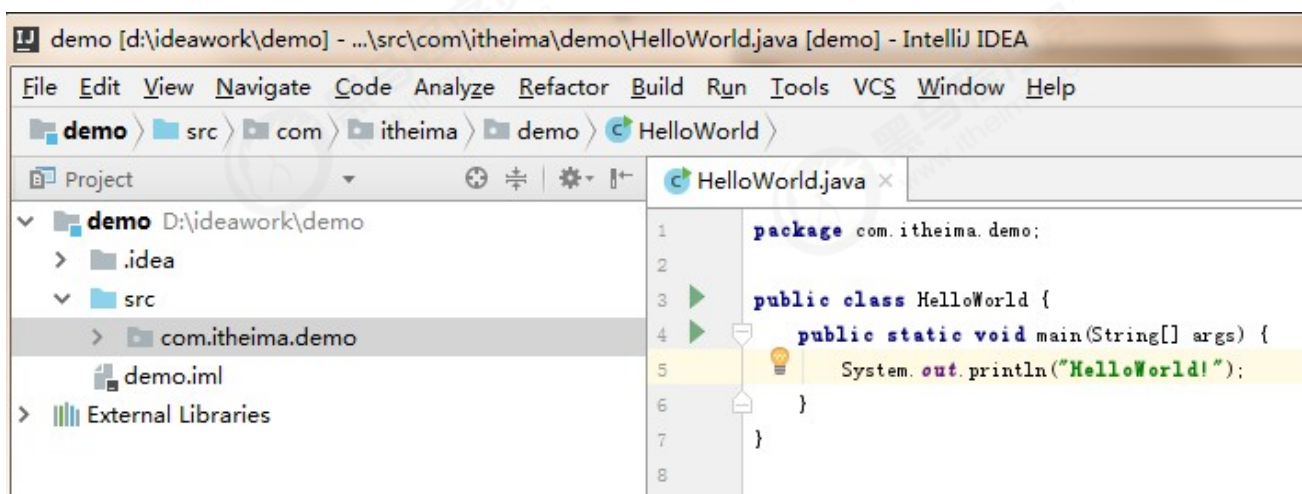 demo [d:\ideawork\demo] - ...\src\com\itheima\demo\HelloWorld.java [demo] - IntelliJ IDEA
File Edit View Navigate Code Analyze Refactor Build Run Tools VCS Window Help
demo src com itheima demo HelloWorld
Project
HelloWorld.java
demo D:\ideawork\demo
.idea
src
com.itheima.demo
demo.iml
External Libraries
1 package com.itheima.demo;
2
3 public class HelloWorld {
4 public static void main(String[] args) {
5 System.out.println("HelloWorld!");
6 }
7 }
8